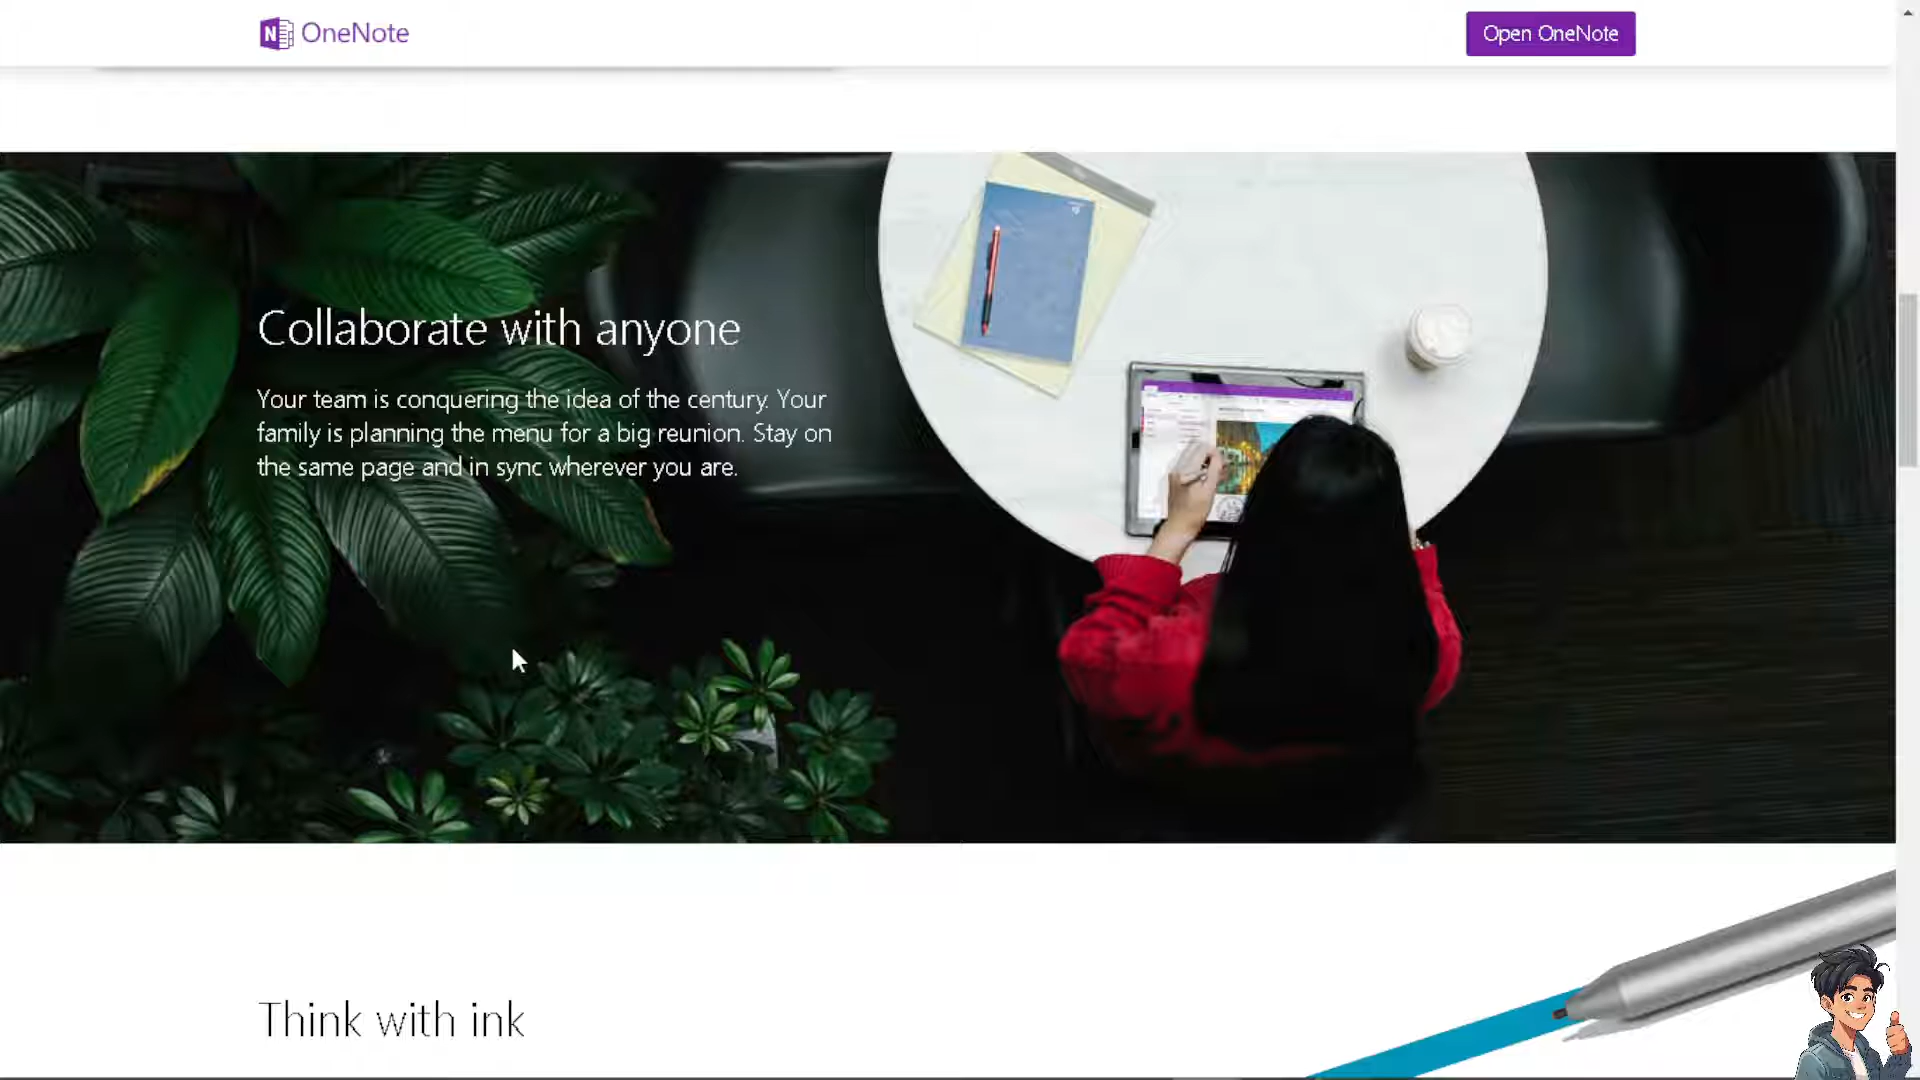 OneNote
Open OneNote
Collaborate with anyone
Your team is conquering the idea of the century. Your
family is planning the menu for a big reunion. Stay on
the same page and in sync wherever you are.
Think with ink